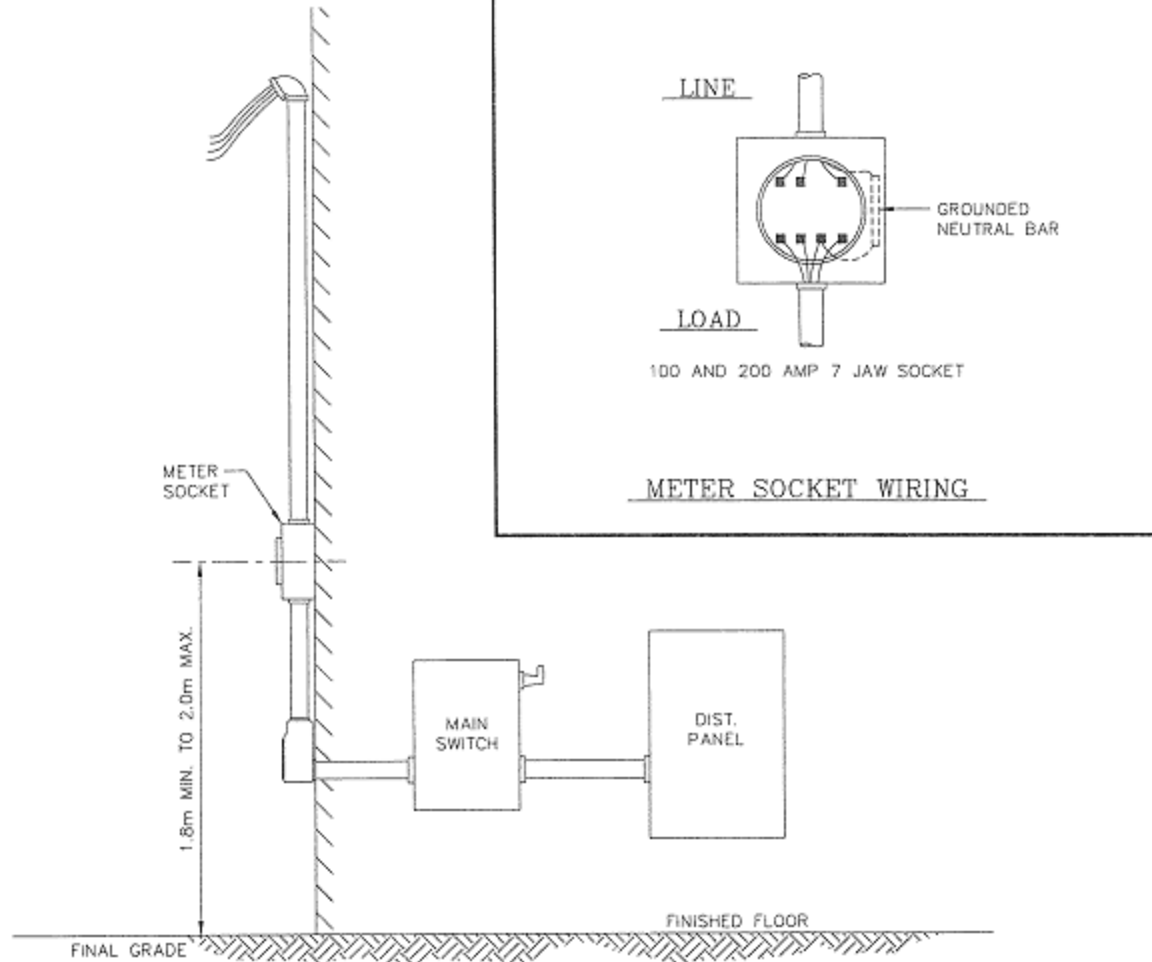 LINE
GROUNDED
NEUTRAL BAR
LOAD
100 AND 200 AMP 7 JAW SOCKET
METER SOCKET WIRING
METER
SOCKET
1.8m MIN. TO 2.0m MAX.
MAIN
SWITCH
DIST.
PANEL
FINISHED FLOOR
FINAL GRADE